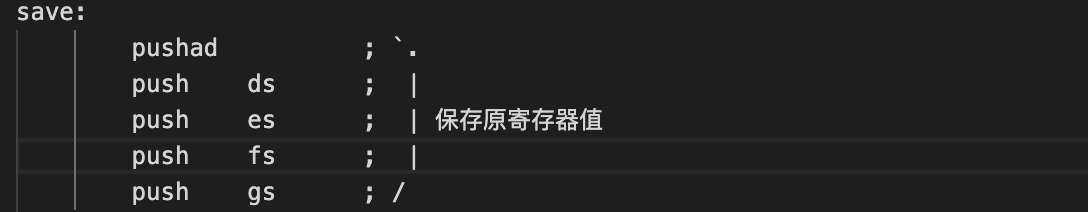 save:
pushad ; `.
push ds ; |
push es ; | 保存原寄存器值
push fs ; |
push gs ; /